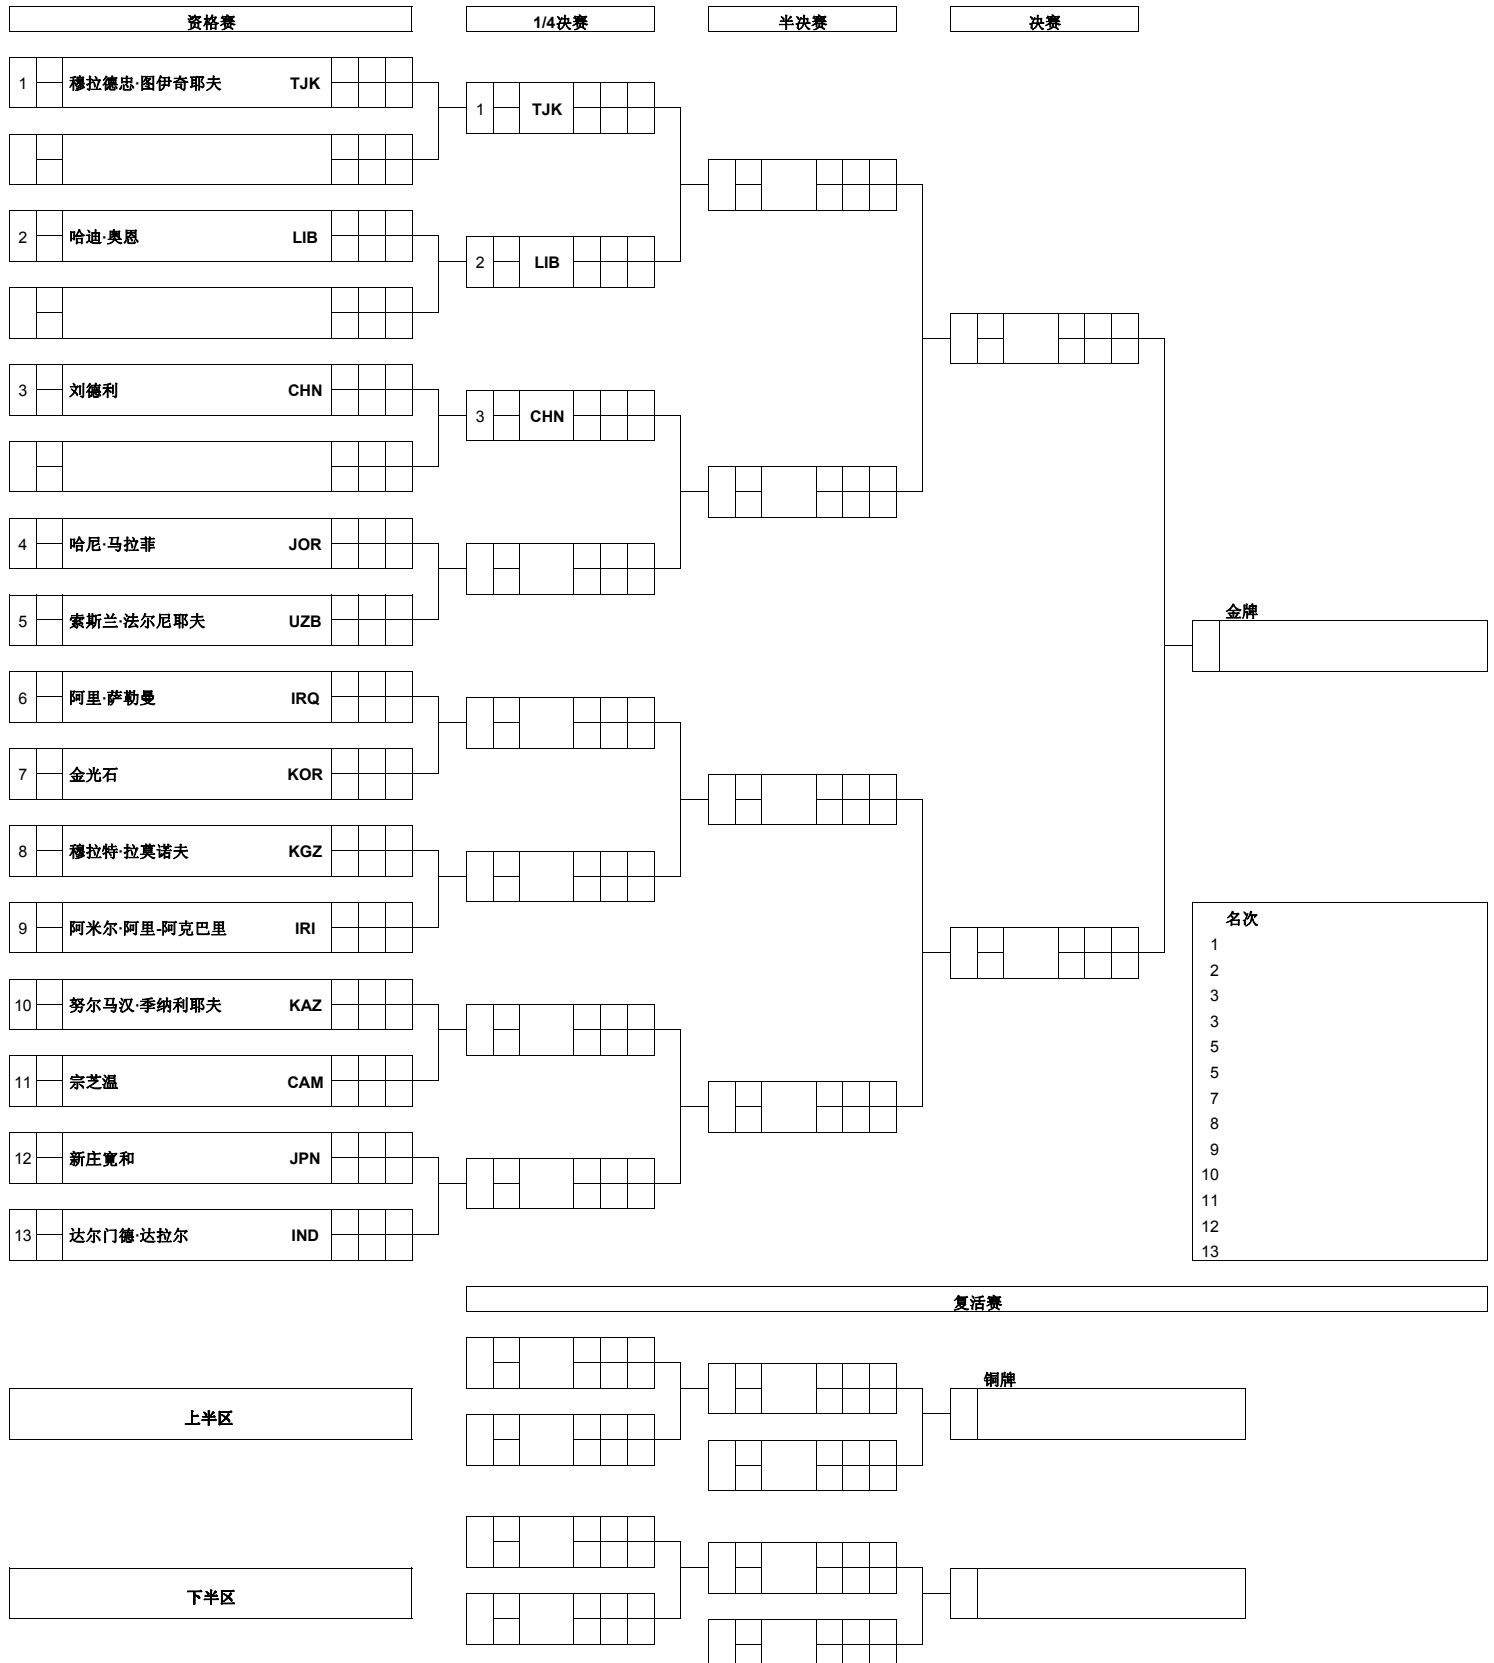 资格赛 1/4决赛 半决赛 决赛
1 穆拉德忠·图伊奇耶夫 TJK
1 TJK
2 哈迪·奥恩 LIB
2 LIB
3 刘德利 CHN
3 CHN
4 哈尼·马拉菲 JOR
金牌
5 索斯兰·法尔尼耶夫 UZB
6 阿里·萨勒曼 IRQ
7 金光石 KOR
8 穆拉特·拉莫诺夫 KGZ
9 阿米尔·阿里-阿克巴里 IRI
名次
1
2
3
3
5
5
7
8
9
10
11
12
13
10 努尔马汉·季纳利耶夫 KAZ
11 宗芝温 CAM
12 新庄寛和 JPN
13 达尔门德·达拉尔 IND
复活赛
铜牌
上半区
下半区